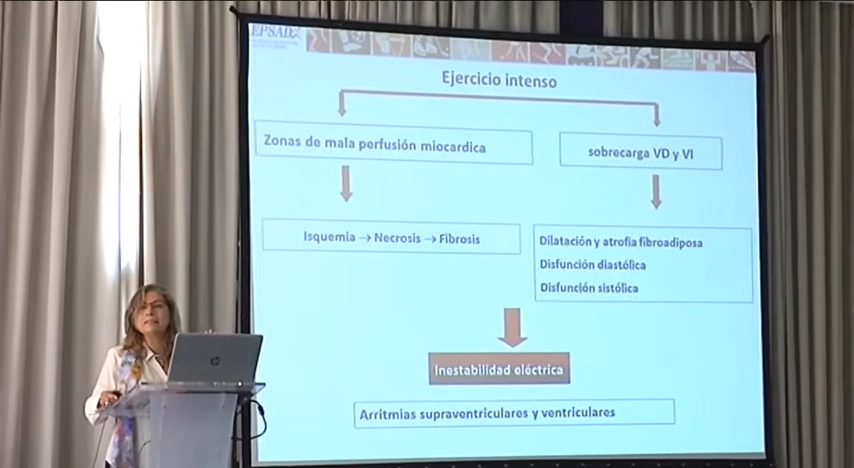 EPSAD
Ejercicio intenso
Zonas de mala perfusión miocardica
sobrecarga VD y VI
Isquemia → Necrosis → Fibrosis
Dilatación y atrofia fibroadiposa
Disfunción diastólica
Disfunción sistólica
Inestabilidad eléctrica
Arritmias supraventriculares y ventriculares
hp